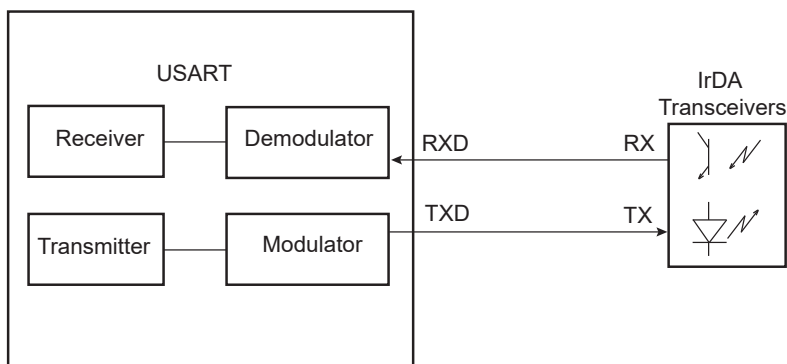 USART
IrDA
Transceivers
Receiver
Demodulator
RXD
RX
Transmitter
Modulator
TXD
TX